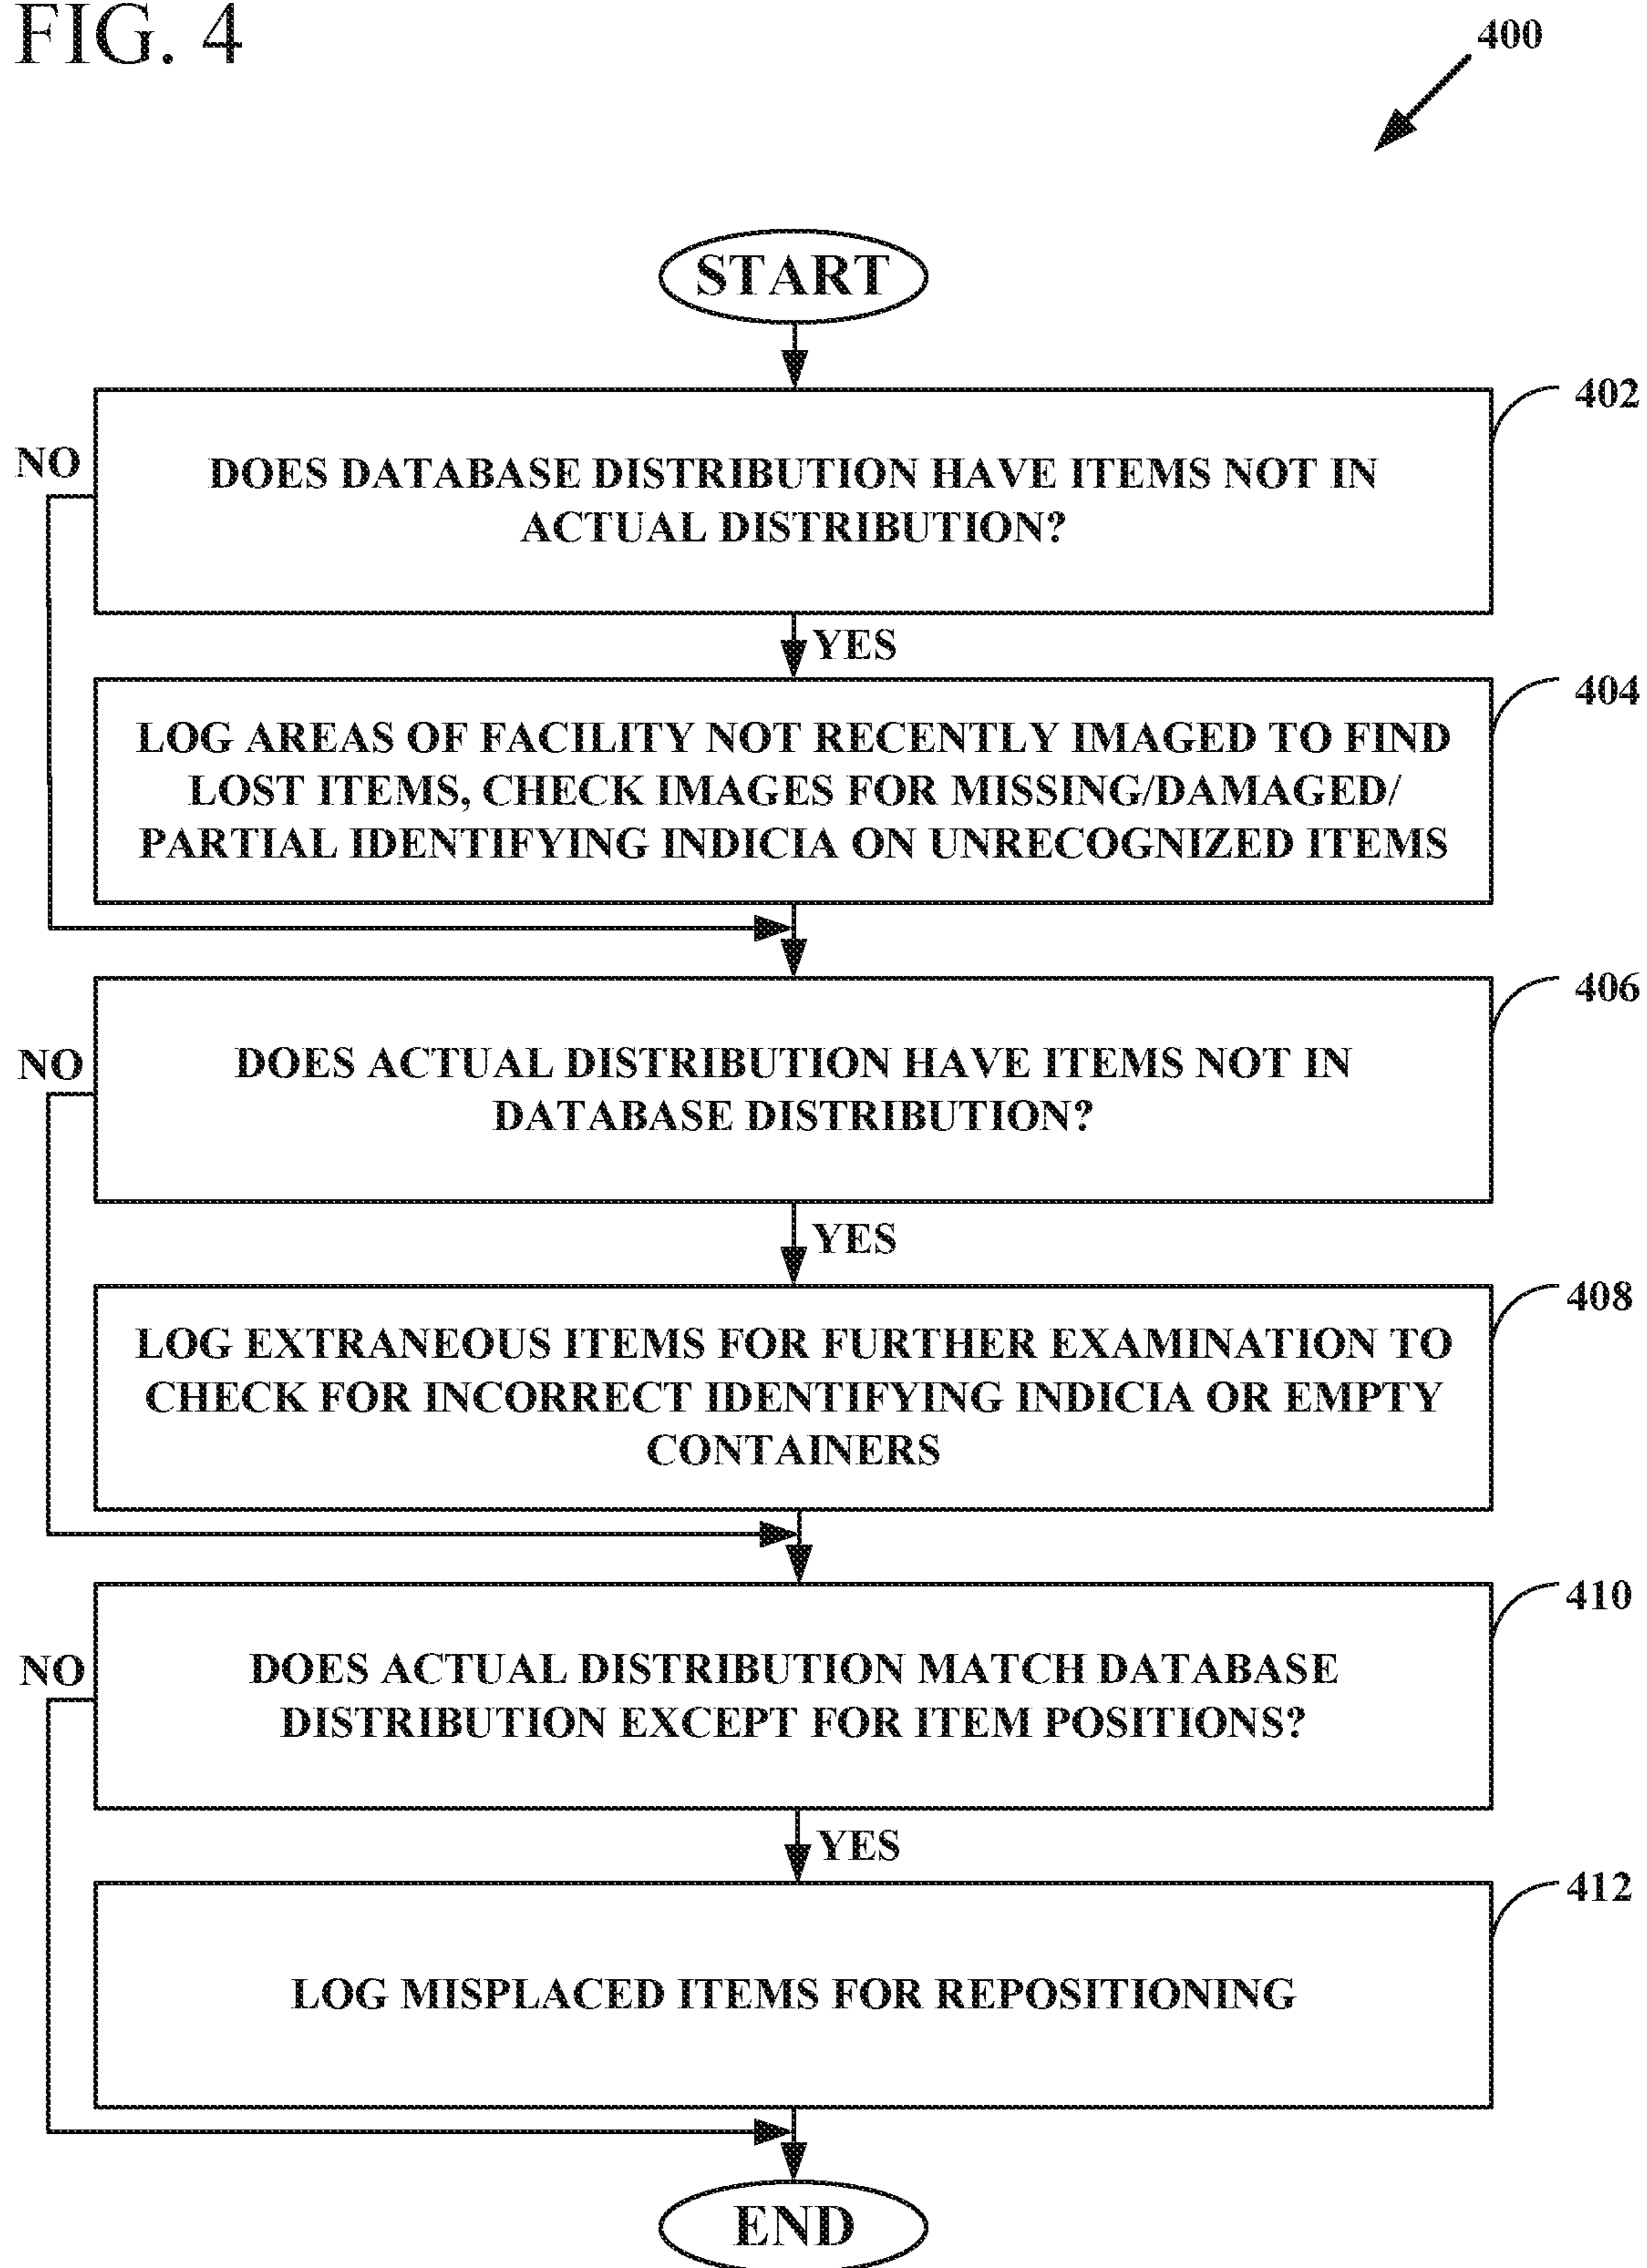 FIG. 4
400
START
402
NO
DOES DATABASE DISTRIBUTION HAVE ITEMS NOT IN
ACTUAL DISTRIBUTION?
YES
404
LOG AREAS OF FACILITY NOT RECENTLY IMAGED TO FIND
LOST ITEMS, CHECK IMAGES FOR MISSING/DAMAGED/
PARTIAL IDENTIFYING INDICIA ON UNRECOGNIZED ITEMS
406
NO
DOES ACTUAL DISTRIBUTION HAVE ITEMS NOT IN
DATABASE DISTRIBUTION?
YES
408
LOG EXTRANEOUS ITEMS FOR FURTHER EXAMINATION TO
CHECK FOR INCORRECT IDENTIFYING INDICIA OR EMPTY
CONTAINERS
410
NO
DOES ACTUAL DISTRIBUTION MATCH DATABASE
DISTRIBUTION EXCEPT FOR ITEM POSITIONS?
YES
412
LOG MISPLACED ITEMS FOR REPOSITIONING
END